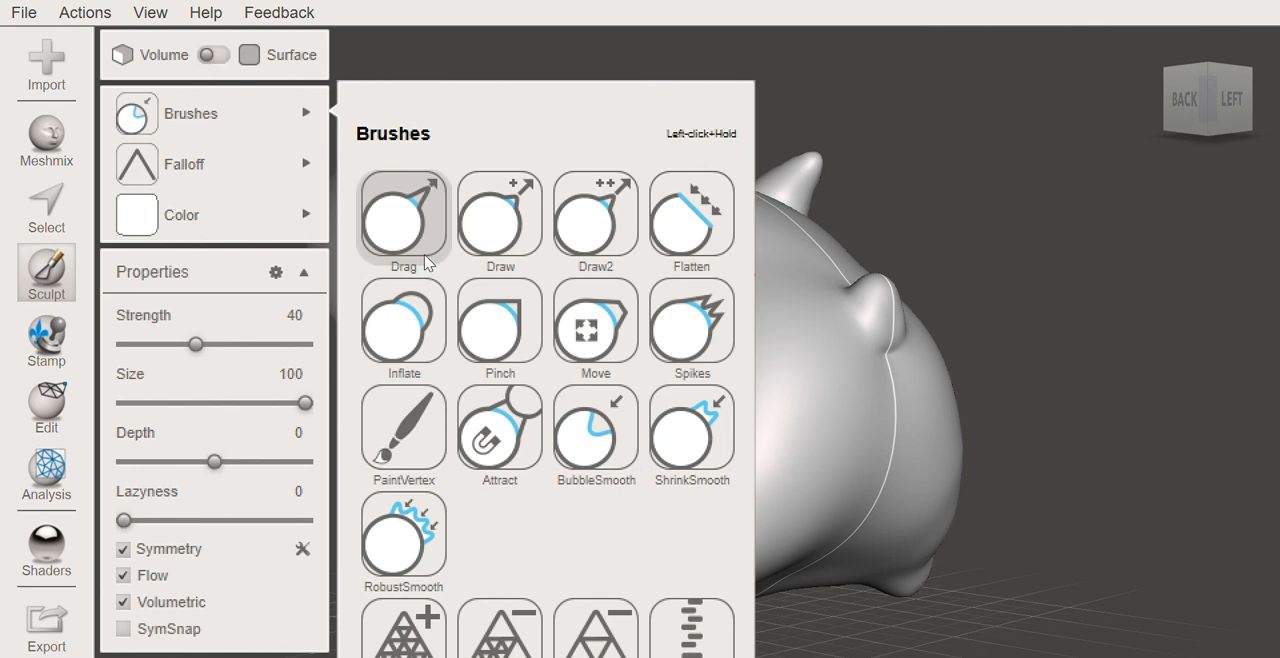 File Actions View Help Feedback
Import
Meshmix
Select
Sculpt
Stamp
Edit
Analysis
Shaders
Export
Volume Surface
Brushes
Falloff
Color
Properties
Strength 40
Size 100
Depth 0
Lazyness 0
Symmetry
Flow
Volumetric
SymSnap
Brushes Left-click+Hold
Drag Draw Draw2 Flatten
Inflate Pinch Move Spikes
PaintVertex Attract BubbleSmooth ShrinkSmooth
RobustSmooth
BACK LEFT